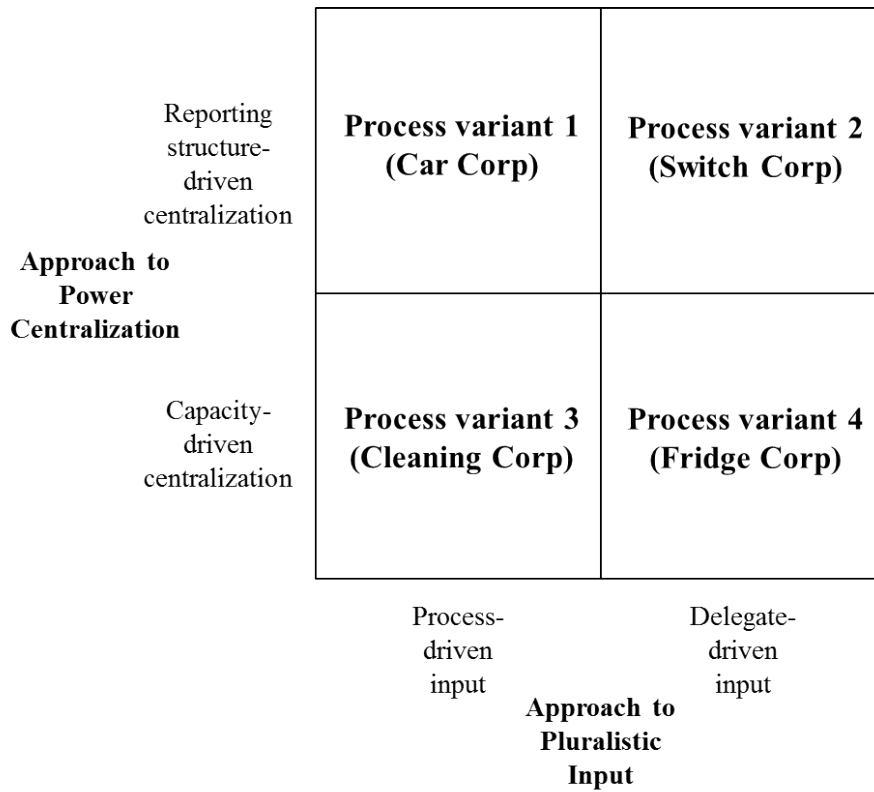 Reporting
structure-
driven
centralization
Process variant 1
(Car Corp)
Process variant 2
(Switch Corp)
Approach to
Power
Centralization
Capacity-
driven
centralization
Process variant 3
(Cleaning Corp)
Process variant 4
(Fridge Corp)
Process-
driven
input
Delegate-
driven
input
Approach to
Pluralistic
Input